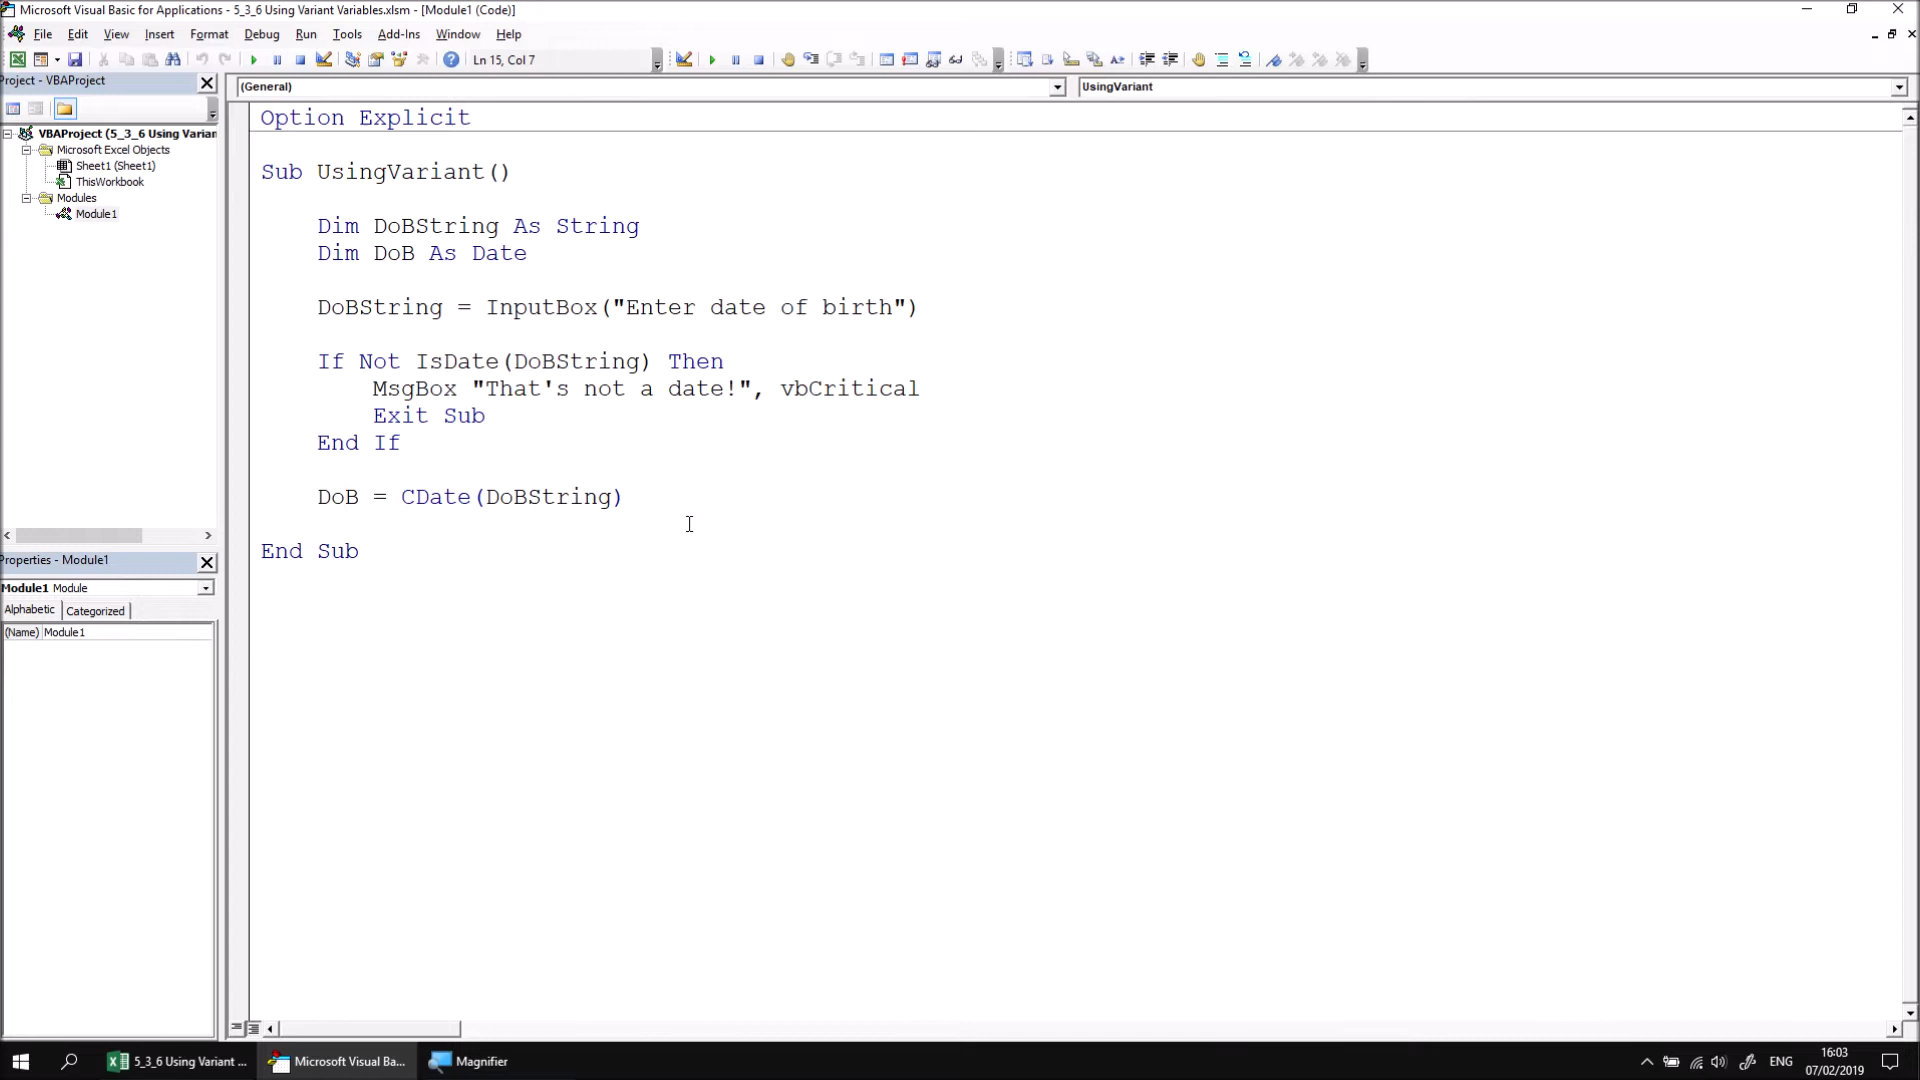 Microsoft Visual Basic for Applications - 5_3_6 Using Variant Variables.xlsm - [Module1 (Code)]
File Edit View Insert Format Debug Run Tools Add-Ins Window Help
Ln 15, Col 7
Project - VBAProject
(General)
UsingVariant
VBAProject (5_3_6 Using Varian
Microsoft Excel Objects
Sheet1 (Sheet1)
ThisWorkbook
Modules
Module1
Option Explicit
Sub UsingVariant()
Dim DoBString As String
Dim DoB As Date
DoBString = InputBox("Enter date of birth")
If Not IsDate(DoBString) Then
MsgBox "That's not a date!", vbCritical
Exit Sub
End If
DoB = CDate(DoBString)
End Sub
Properties - Module1
Module1 Module
Alphabetic Categorized
(Name) Module1
5_3_6 Using Variant ...
Microsoft Visual Ba...
Magnifier
ENG
16:03
07/02/2019